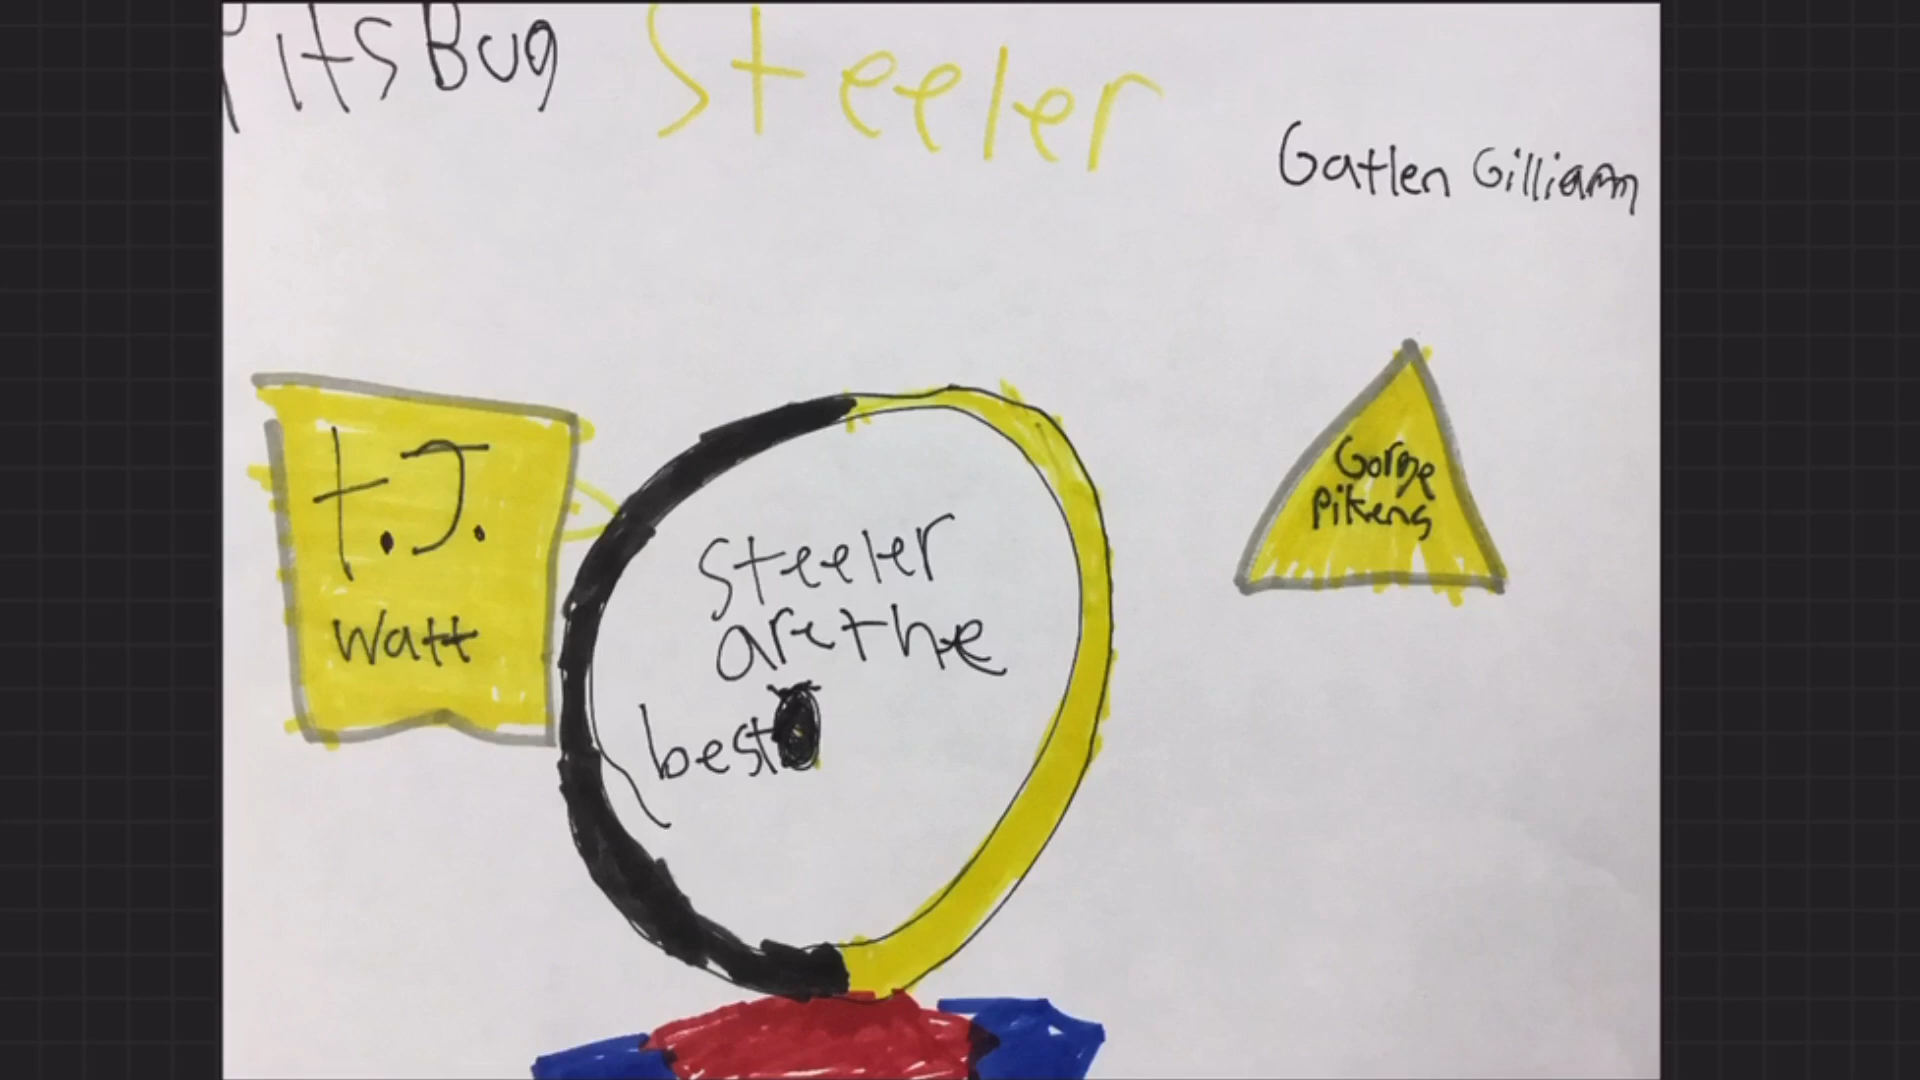 PitsBug Steeler
Gatlen Gilliam
t.J.
Watt
Steeler
are the
best
Gorge
Pikens